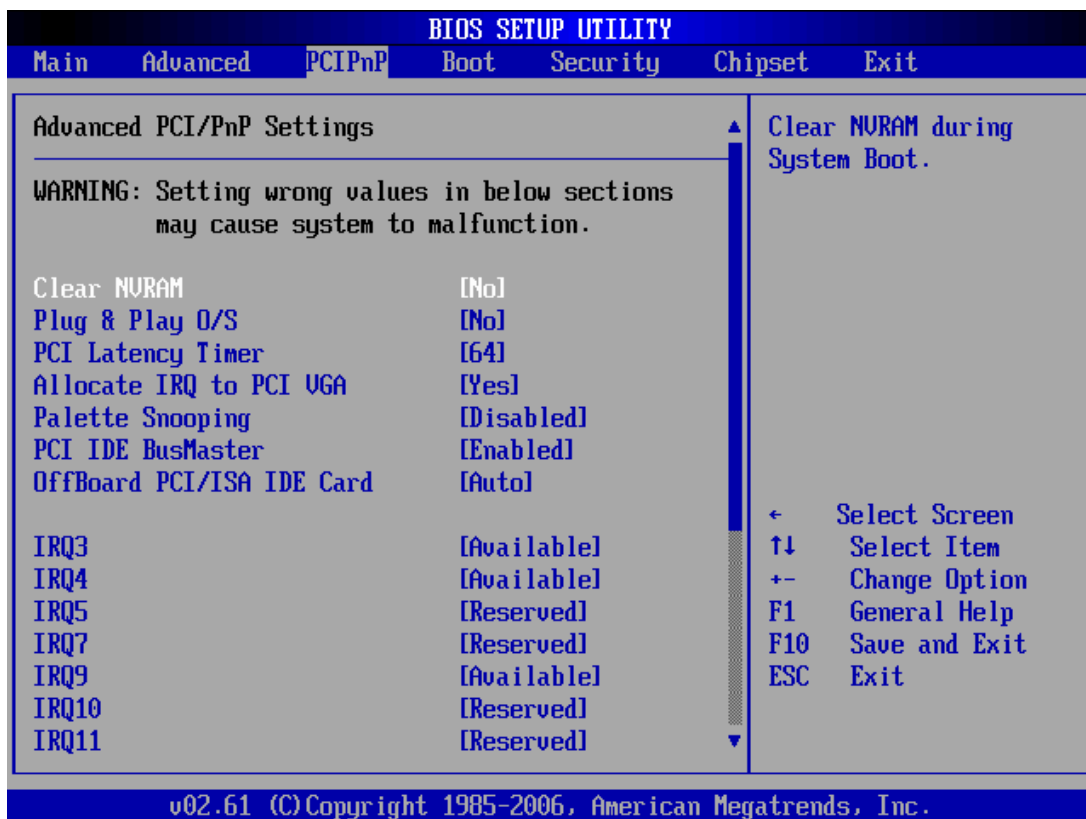 BIOS SETUP UTILITY
Main Advanced PCIPnP Boot Security Chipset Exit
Advanced PCI/PnP Settings
WARNING: Setting wrong values in below sections
may cause system to malfunction.
Clear NVRAM [No]
Plug & Play O/S [No]
PCI Latency Timer [64]
Allocate IRQ to PCI VGA [Yes]
Palette Snooping [Disabled]
PCI IDE BusMaster [Enabled]
OffBoard PCI/ISA IDE Card [Auto]
IRQ3 [Available]
IRQ4 [Available]
IRQ5 [Reserved]
IRQ7 [Reserved]
IRQ9 [Available]
IRQ10 [Reserved]
IRQ11 [Reserved]
Clear NVRAM during
System Boot.
← Select Screen
↑↓ Select Item
+- Change Option
F1 General Help
F10 Save and Exit
ESC Exit
v02.61 (C)Copyright 1985-2006, American Megatrends, Inc.